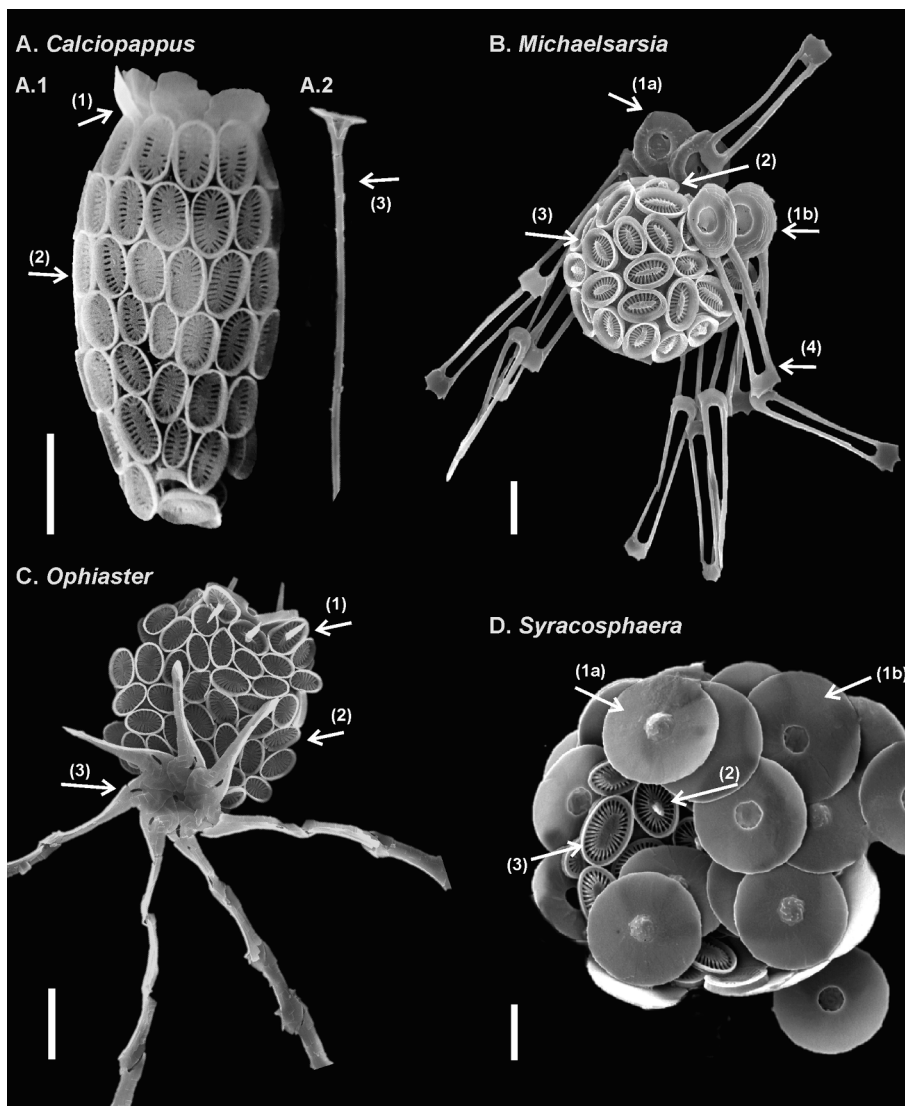 A. Calciopappus
A.1
A.2
(1)
(2)
(3)
B. Michaelsarsia
(1a)
(2)
(3)
(1b)
(4)
C. Ophiaster
(1)
(2)
(3)
D. Syracosphaera
(1a)
(1b)
(2)
(3)